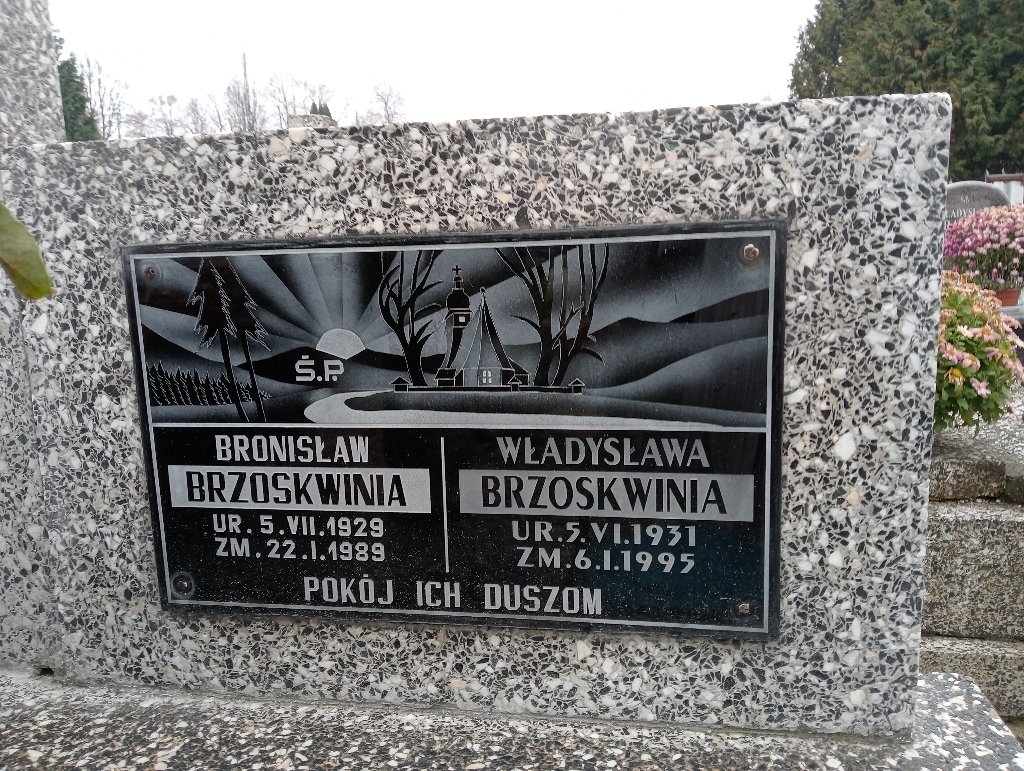 Ś.P.
BRONISŁAW
BRZOSKWINIA
UR. 5. VII. 1929
ZM. 22. I. 1989
WŁADYSŁAWA
BRZOSKWINIA
UR. 5. VI. 1931
ZM. 6. I. 1995
POKÓJ ICH DUSZOM